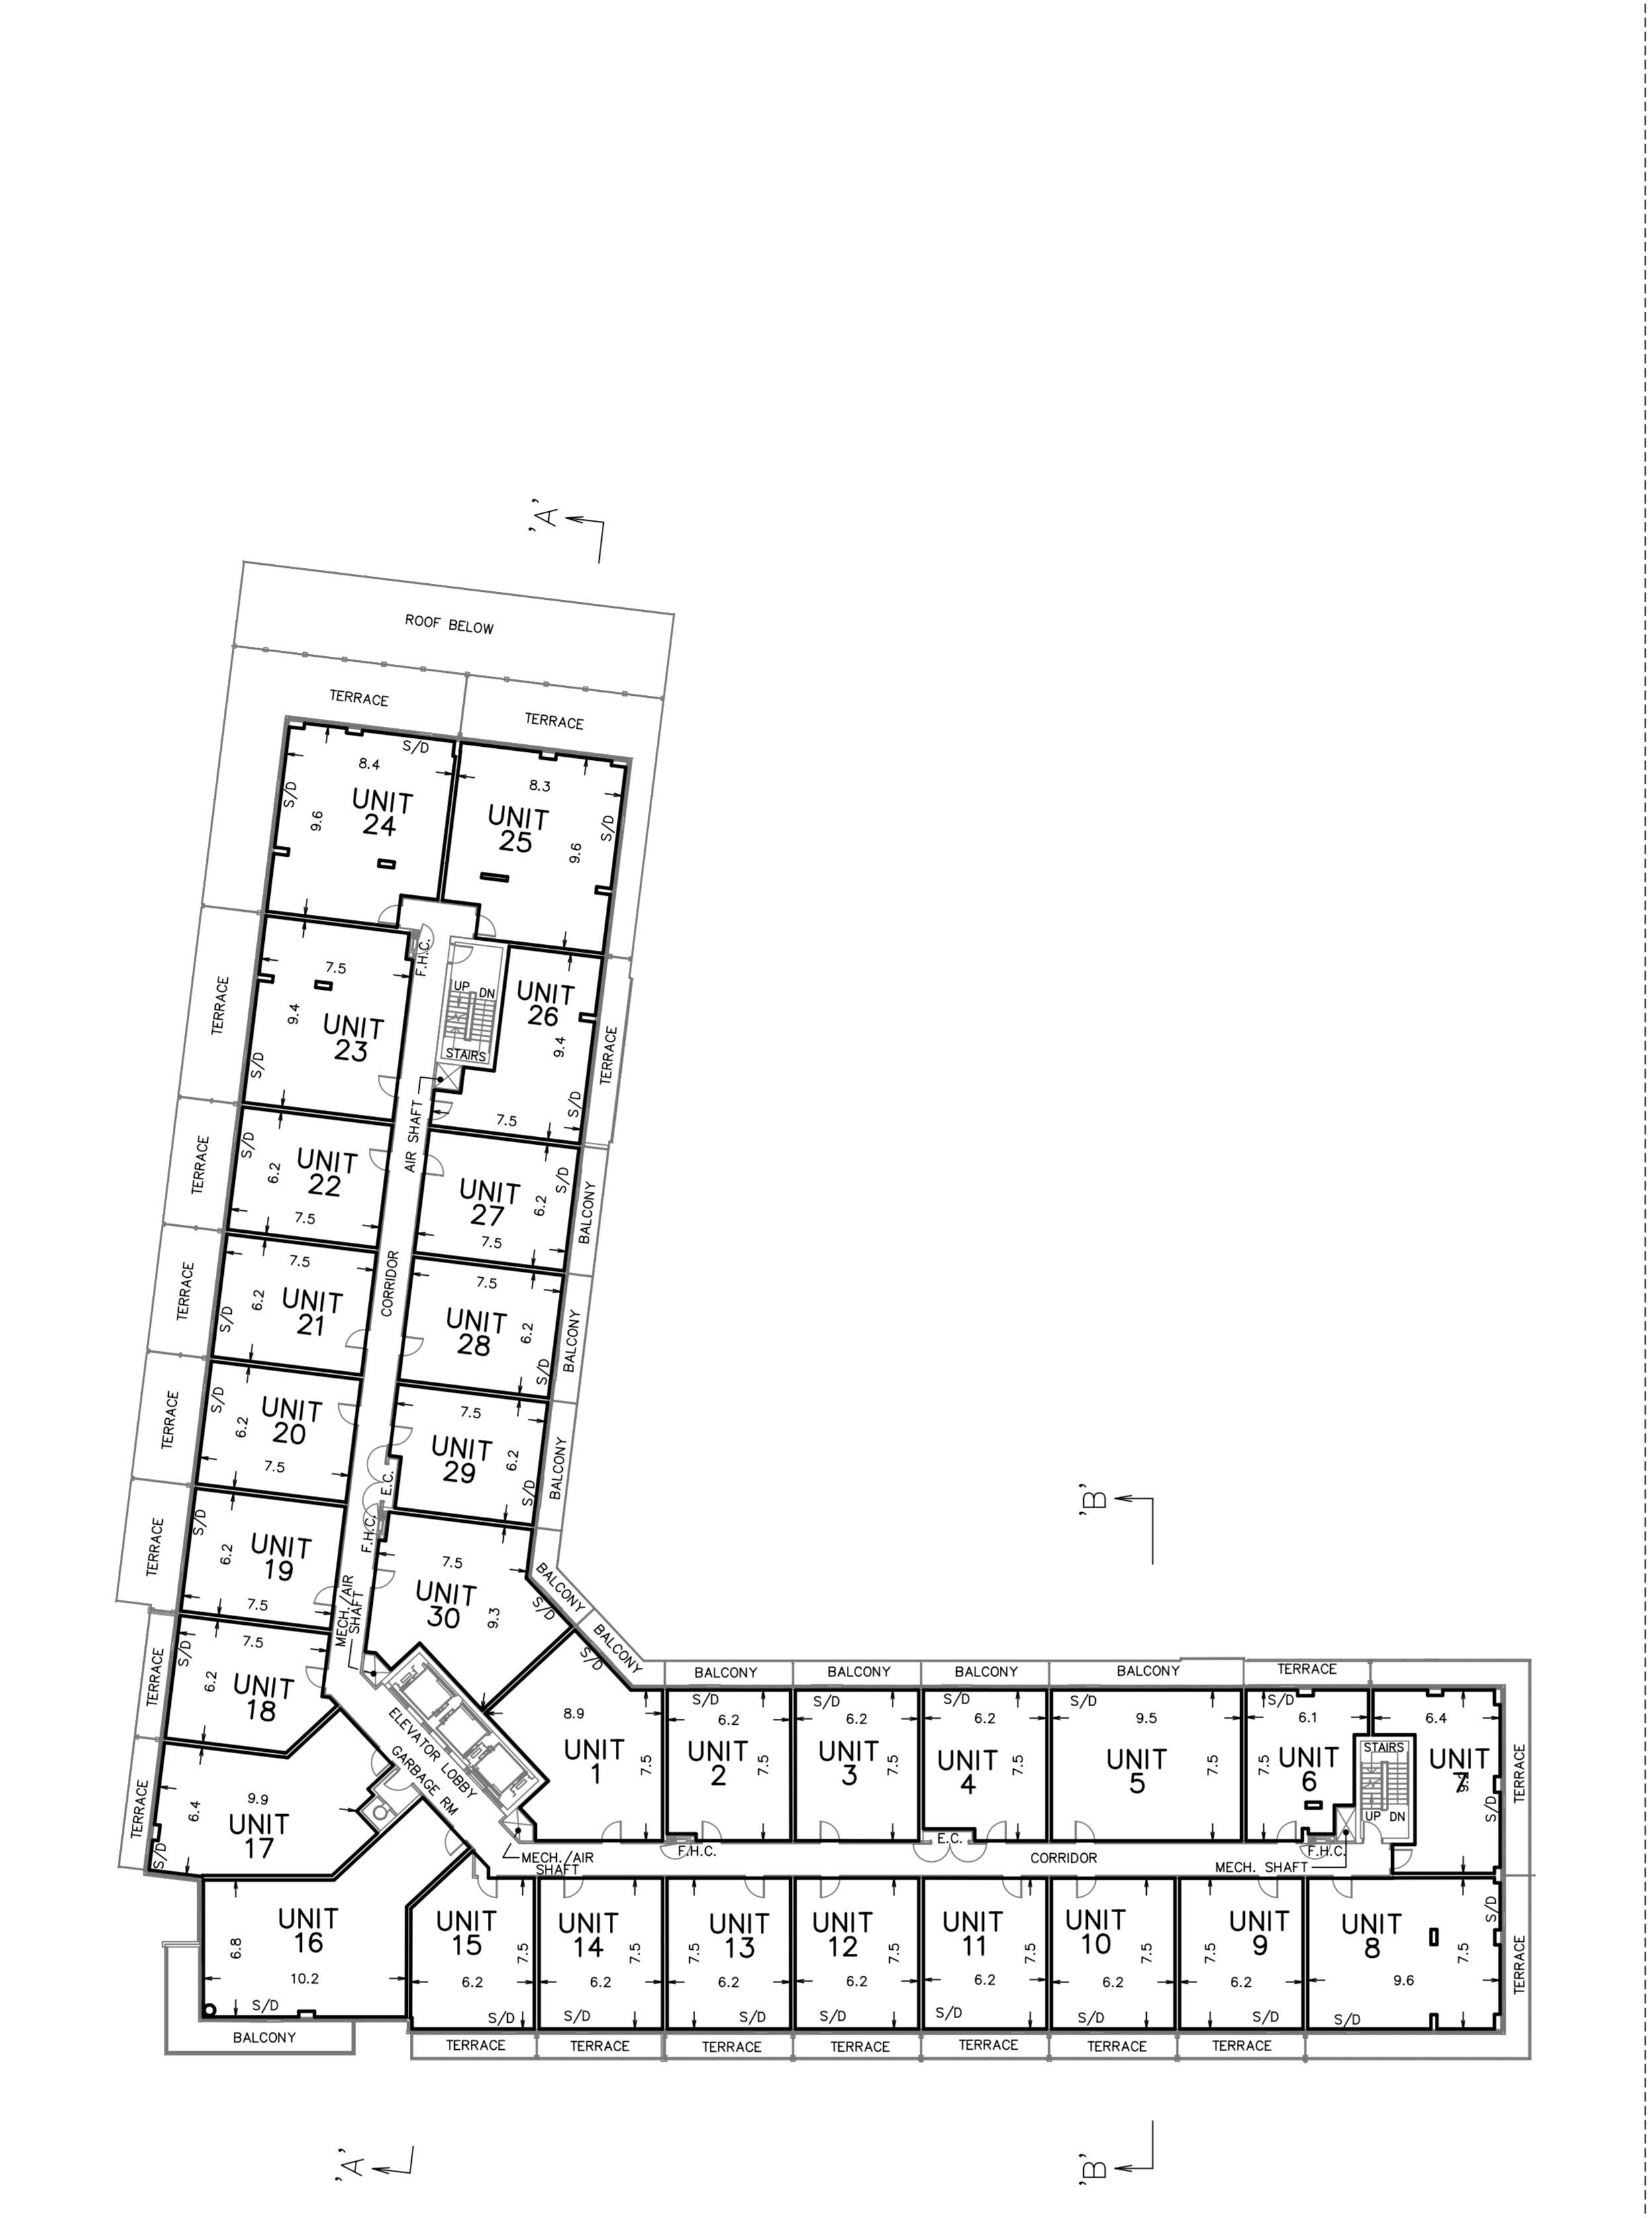 'A'
ROOF BELOW
TERRACE
TERRACE
S/D
8.4
S/D
9.6
UNIT
24
8.3
UNIT
25
S/D
9.6
F.H.C.
7.5
9.4
UNIT
23
S/D
TERRACE
UP DN
STAIRS
UNIT
26
9.4
S/D
7.5
TERRACE
AIR SHAFT
TERRACE
S/D
6.2
UNIT
22
7.5
UNIT
27
S/D
6.2
7.5
BALCONY
CORRIDOR
TERRACE
7.5
6.2
UNIT
21
S/D
7.5
UNIT
28
6.2
S/D
BALCONY
TERRACE
S/D
6.2
UNIT
20
7.5
7.5
UNIT
29
6.2
S/D
BALCONY
E.C.
F.H.C.
TERRACE
S/D
6.2
UNIT
19
7.5
MECH./AIR
SHAFT
7.5
UNIT
30
9.3
S/D
BALCONY
BALCONY
'B'
TERRACE
S/D
7.5
6.2
UNIT
18
TERRACE
6.4
9.9
UNIT
17
S/D
ELEVATOR LOBBY
GARBAGE RM
S/D
8.9
UNIT
1
7.5
BALCONY
S/D
6.2
UNIT
2
7.5
BALCONY
S/D
6.2
UNIT
3
7.5
BALCONY
S/D
6.2
UNIT
4
7.5
BALCONY
S/D
9.5
UNIT
5
7.5
TERRACE
S/D
6.1
UNIT
6
7.5
STAIRS
UP DN
6.4
UNIT
7
S/D
TERRACE
MECH./AIR
SHAFT
F.H.C.
E.C.
CORRIDOR
MECH. SHAFT
F.H.C.
UNIT
16
6.8
10.2
S/D
BALCONY
UNIT
15
7.5
6.2
S/D
TERRACE
UNIT
14
7.5
6.2
S/D
TERRACE
UNIT
13
7.5
6.2
S/D
TERRACE
UNIT
12
7.5
6.2
S/D
TERRACE
UNIT
11
7.5
6.2
S/D
TERRACE
UNIT
10
7.5
6.2
S/D
TERRACE
UNIT
9
7.5
6.2
S/D
TERRACE
UNIT
8
7.5
9.6
S/D
S/D
TERRACE
'A'
'B'